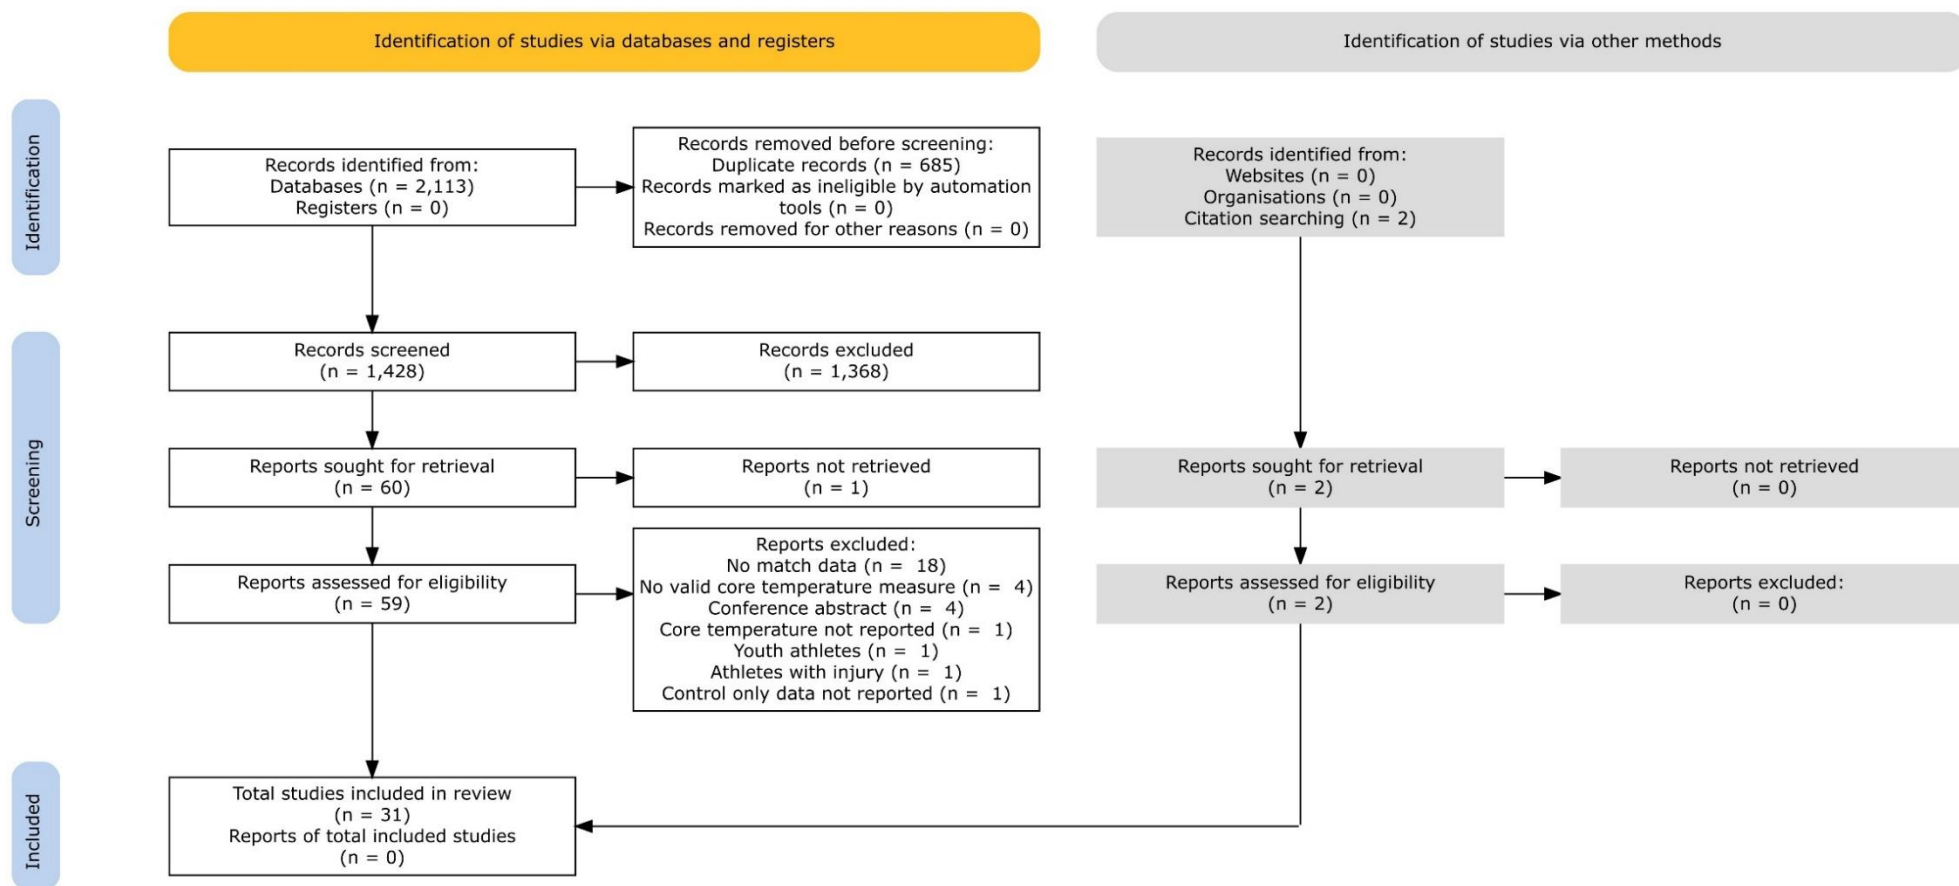 Identification of studies via databases and registers
Identification of studies via other methods
Identification
Records identified from:
Databases (n = 2,113)
Registers (n = 0)
Records removed before screening:
Duplicate records (n = 685)
Records marked as ineligible by automation
tools (n = 0)
Records removed for other reasons (n = 0)
Records identified from:
Websites (n = 0)
Organisations (n = 0)
Citation searching (n = 2)
Screening
Records screened
(n = 1,428)
Records excluded
(n = 1,368)
Reports sought for retrieval
(n = 60)
Reports not retrieved
(n = 1)
Reports sought for retrieval
(n = 2)
Reports not retrieved
(n = 0)
Reports assessed for eligibility
(n = 59)
Reports excluded:
No match data (n =  18)
No valid core temperature measure (n =  4)
Conference abstract (n =  4)
Core temperature not reported (n =  1)
Youth athletes (n =  1)
Athletes with injury (n =  1)
Control only data not reported (n =  1)
Reports assessed for eligibility
(n = 2)
Reports excluded:
(n = 0)
Included
Total studies included in review
(n = 31)
Reports of total included studies
(n = 0)